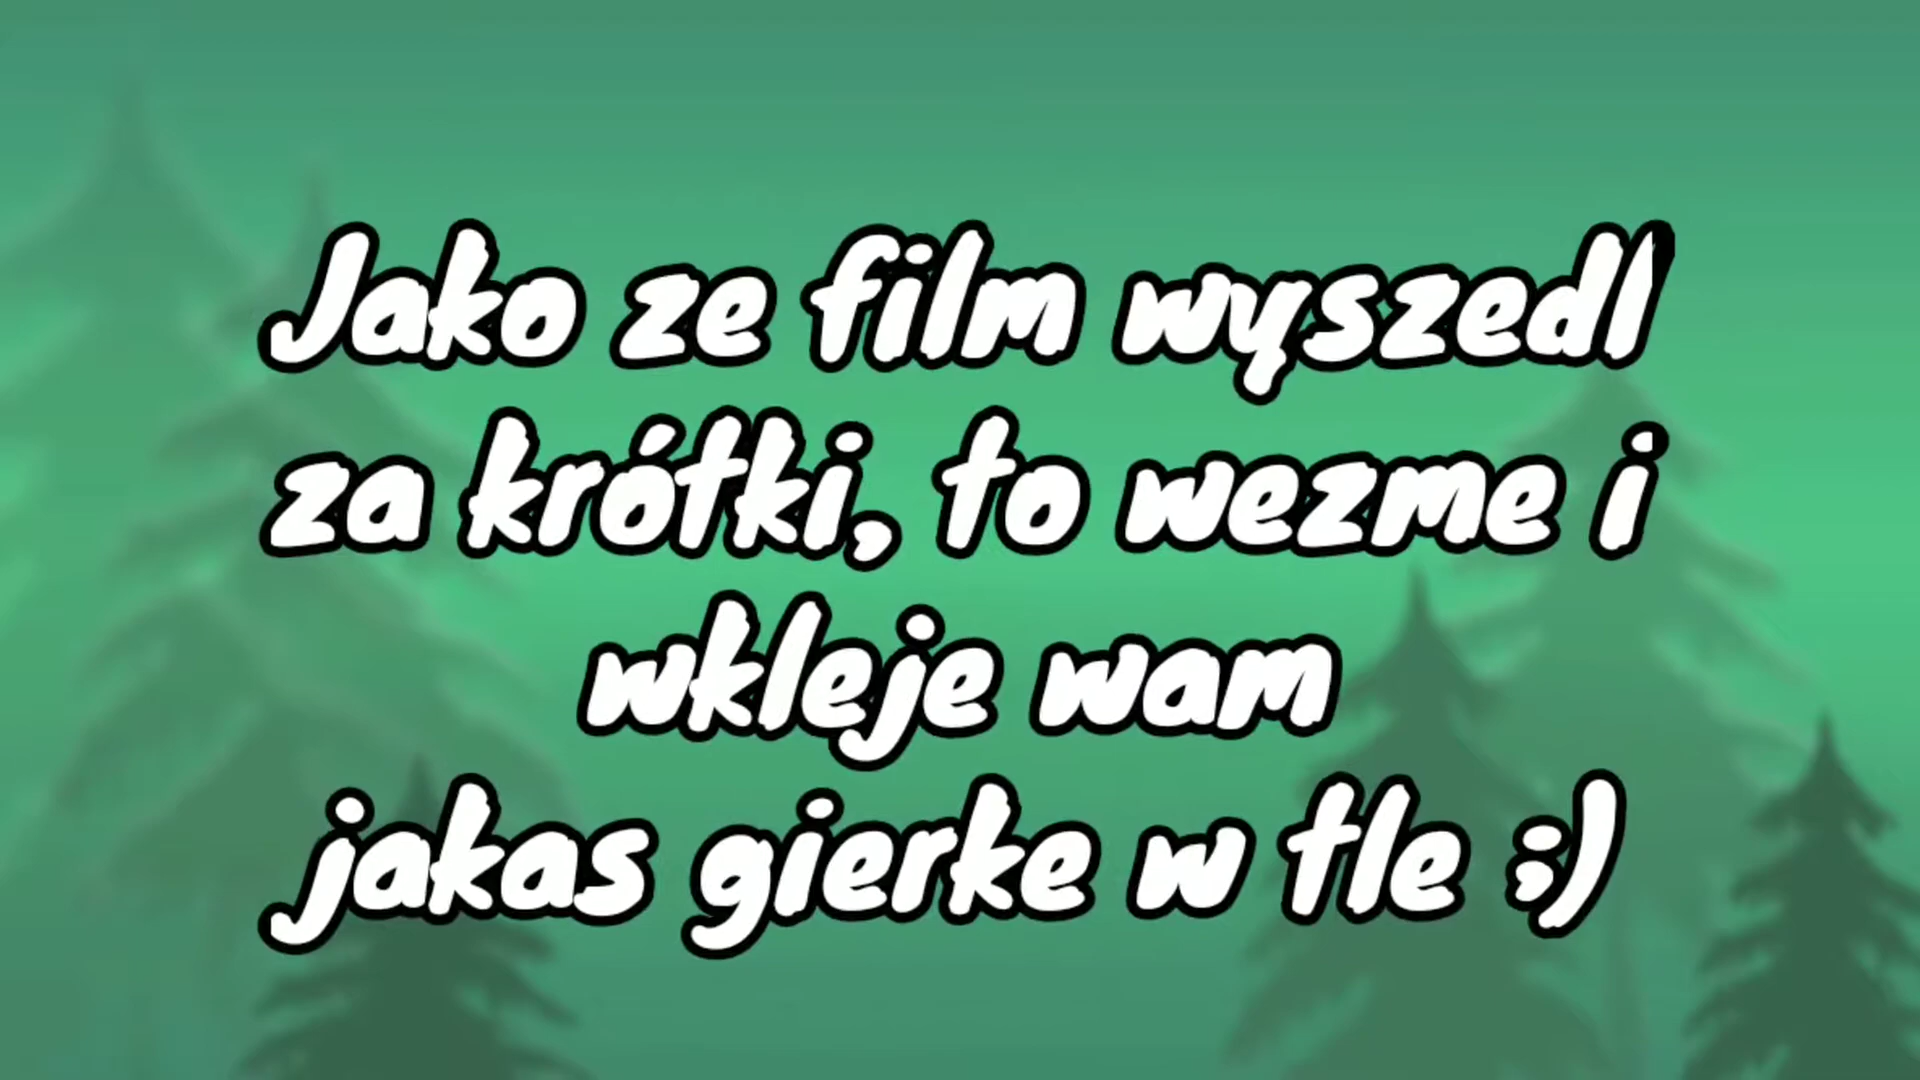 Jako ze film wyszedl
za krótki, to wezme i
wkleje wam
jakas gierke w tle ;)